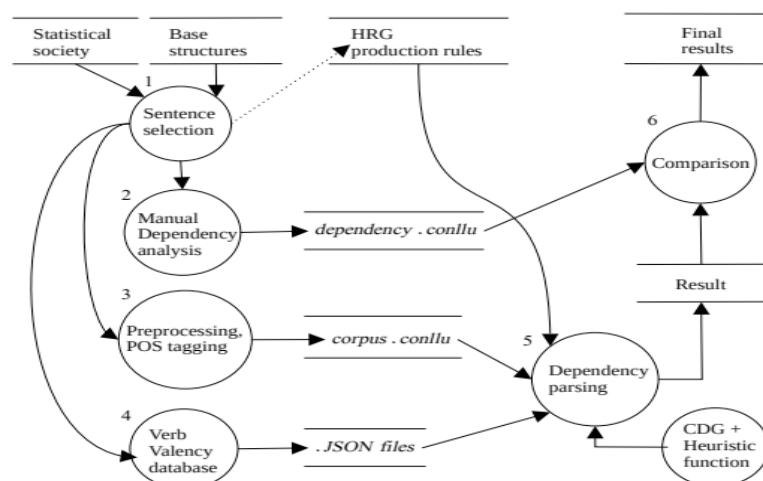 Statistical
society
Base
structures
HRG
production rules
Final
results
1
Sentence
selection
6
Comparison
2
Manual
Dependency
analysis
dependency .conllu
Result
3
Preprocessing,
POS tagging
corpus .conllu
5
Dependency
parsing
4
Verb
Valency
database
.JSON files
CDG +
Heuristic
function